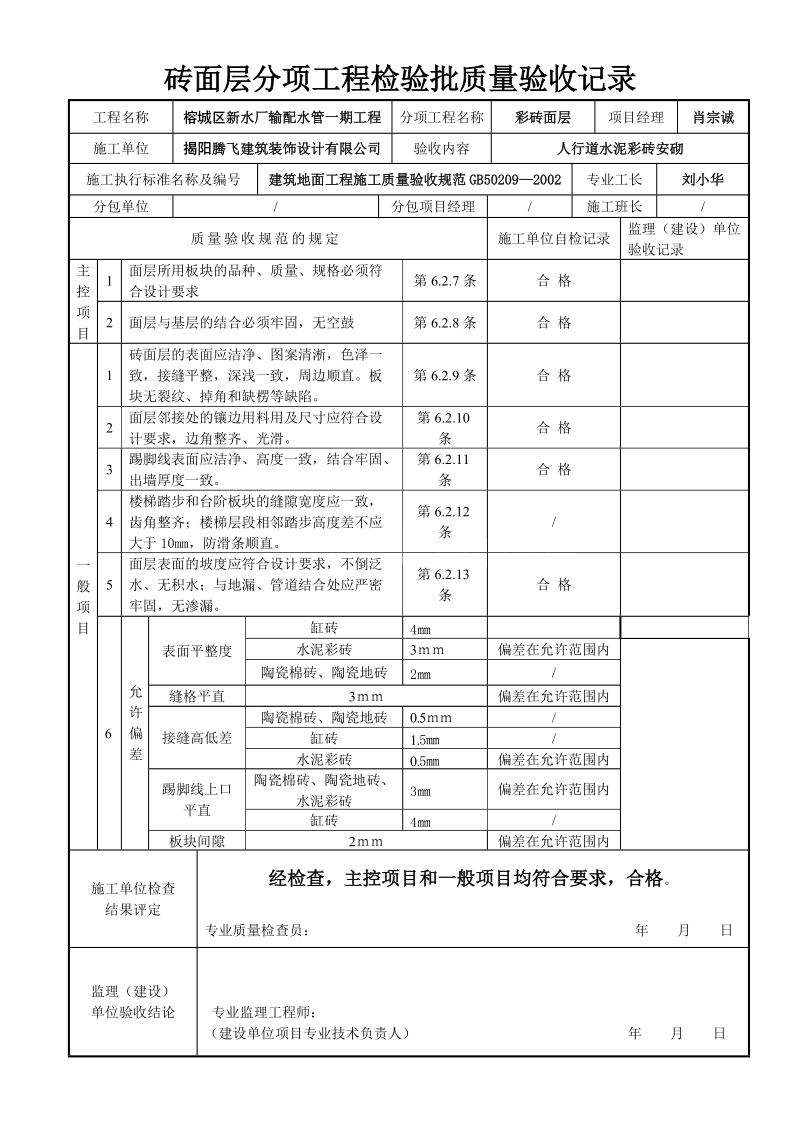 砖面层分项工程检验批质量验收记录
工程名称 榕城区新水厂输配水管一期工程 分项工程名称 彩砖面层 项目经理 肖宗诚
施工单位 揭阳腾飞建筑装饰设计有限公司 验收内容 人行道水泥彩砖安砌
施工执行标准名称及编号 建筑地面工程施工质量验收规范 GB50209—2002 专业工长 刘小华
分包单位 / 分包项目经理 / 施工班长 /
质量验收规范的规定 施工单位自检记录 监理（建设）单位
验收记录
主
控
项
目
1 面层所用板块的品种、质量、规格必须符
合设计要求
第 6.2.7 条 合 格
2 面层与基层的结合必须牢固，无空鼓 第 6.2.8 条 合 格
一
般
项
目
1 砖面层的表面应洁净、图案清淅，色泽一
致，接缝平整，深浅一致，周边顺直。板
块无裂纹、掉角和缺楞等缺陷。
第 6.2.9 条 合 格
2 面层邻接处的镶边用料用及尺寸应符合设
计要求，边角整齐、光滑。
第 6.2.10
条
合 格
3 踢脚线表面应洁净、高度一致，结合牢固、
出墙厚度一致。
第 6.2.11
条
合 格
4 楼梯踏步和台阶板块的缝隙宽度应一致，
齿角整齐；楼梯层段相邻踏步高度差不应
大于 10mm，防滑条顺直。
第 6.2.12
条
/
5 面层表面的坡度应符合设计要求，不倒泛
水、无积水；与地漏、管道结合处应严密
牢固，无渗漏。
第 6.2.13
条
合 格
6
允
许
偏
差
表面平整度
缸砖 4mm
水泥彩砖 3mm 偏差在允许范围内
陶瓷棉砖、陶瓷地砖 2mm /
缝格平直 3mm 偏差在允许范围内
接缝高低差
陶瓷棉砖、陶瓷地砖 0.5mm /
缸砖 1.5mm /
水泥彩砖 0.5mm 偏差在允许范围内
踢脚线上口
平直
陶瓷棉砖、陶瓷地砖、
水泥彩砖
3mm 偏差在允许范围内
缸砖 4mm /
板块间隙 2mm 偏差在允许范围内
施工单位检查
结果评定
经检查，主控项目和一般项目均符合要求，合格。
专业质量检查员： 年 月 日
监理（建设）
单位验收结论
专业监理工程师：
（建设单位项目专业技术负责人） 年 月 日